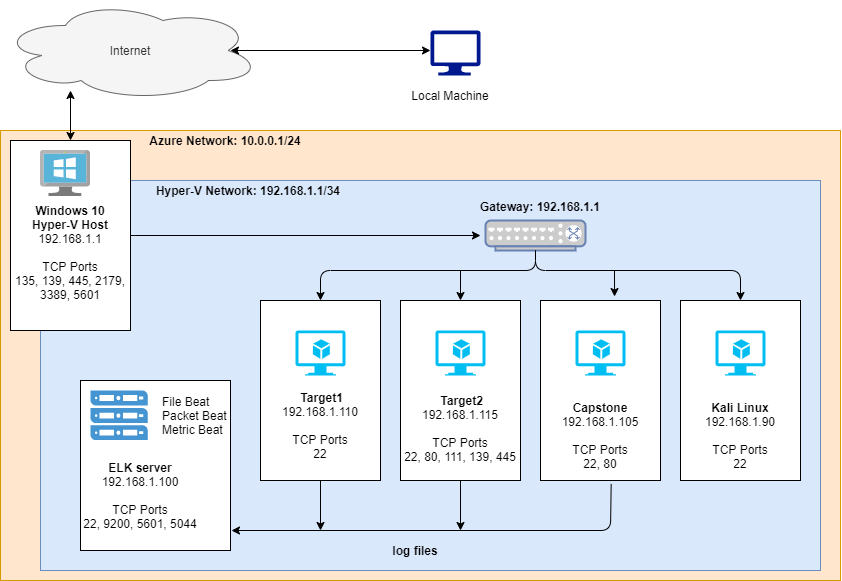 Internet
Local Machine
Azure Network: 10.0.0.1/24
Hyper-V Network: 192.168.1.1/34
Windows 10
Hyper-V Host
192.168.1.1
TCP Ports
135, 139, 445, 2179,
3389, 5601
Gateway: 192.168.1.1
Target1
192.168.1.110
TCP Ports
22
Target2
192.168.1.115
TCP Ports
22, 80, 111, 139, 445
Capstone
192.168.1.105
TCP Ports
22, 80
Kali Linux
192.168.1.90
TCP Ports
22
File Beat
Packet Beat
Metric Beat
ELK server
192.168.1.100
TCP Ports
22, 9200, 5601, 5044
log files